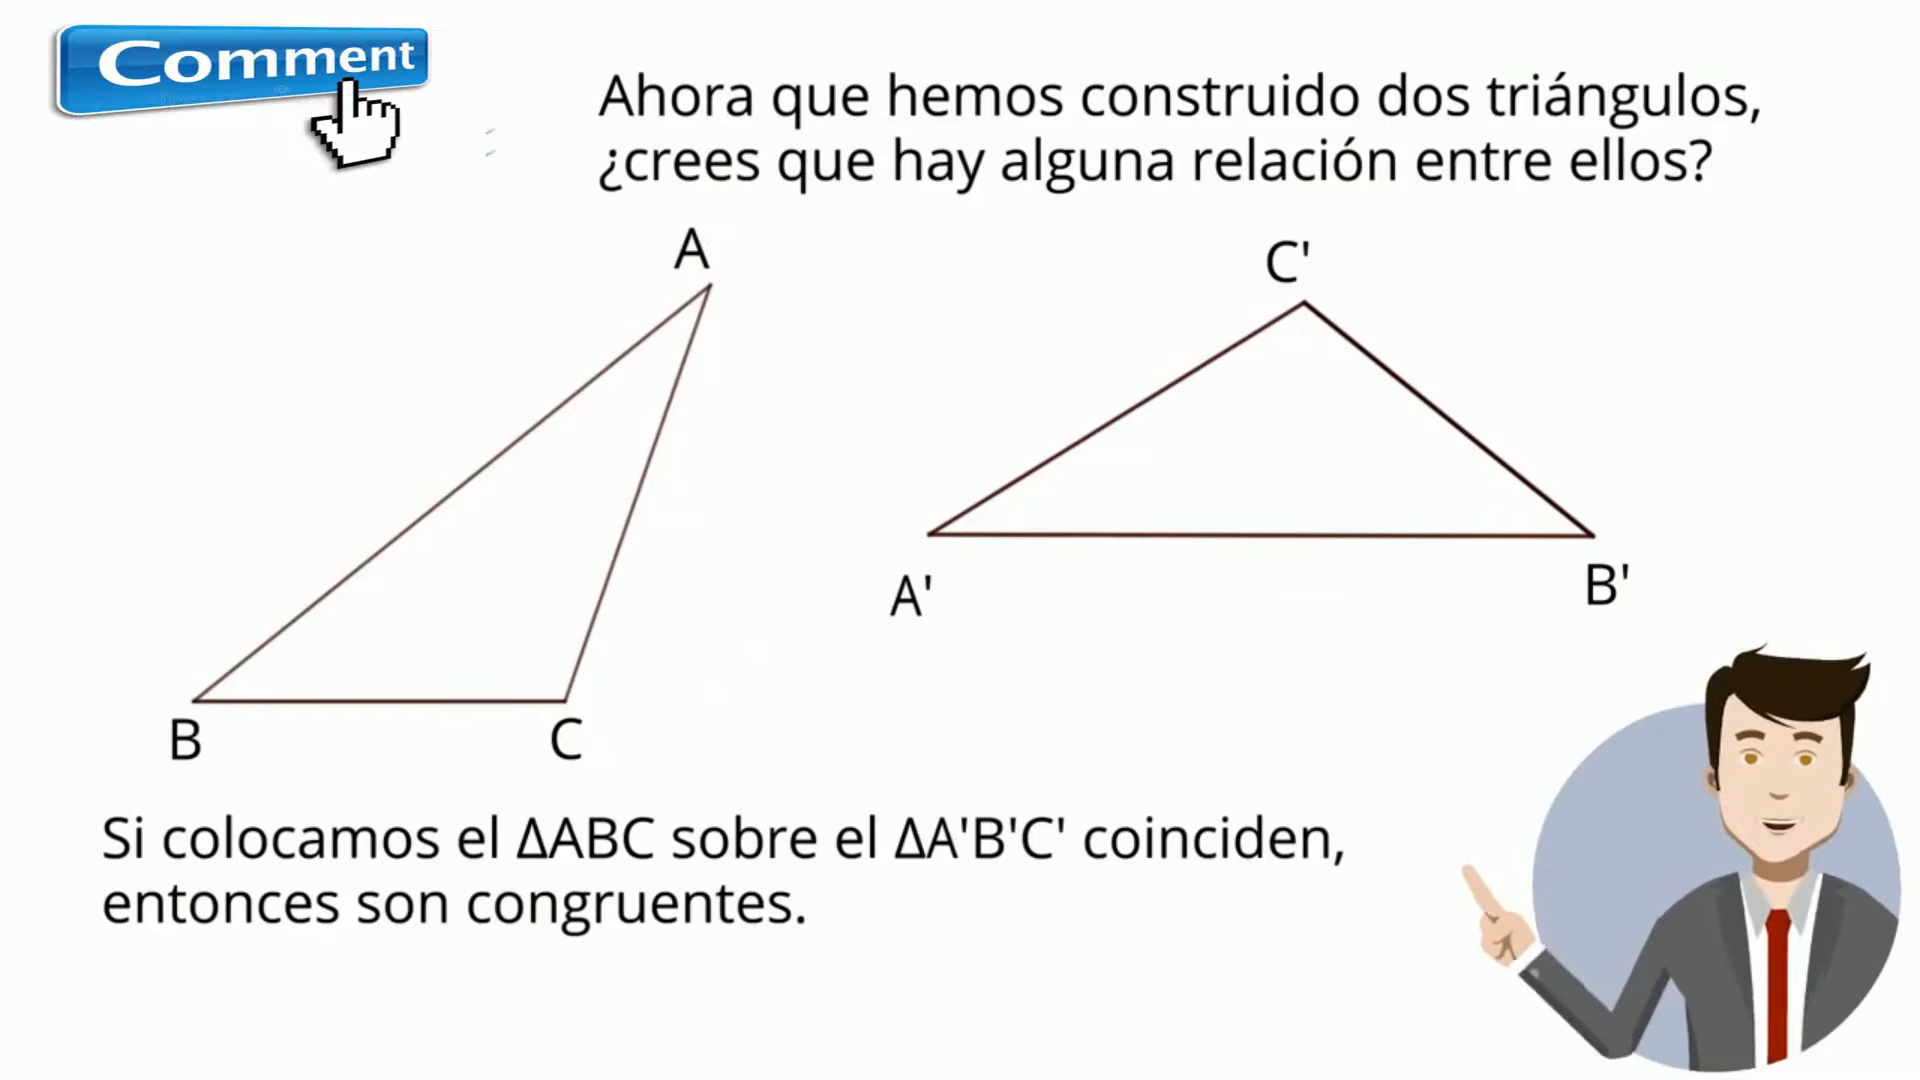 Comment
Ahora que hemos construido dos triángulos,
¿crees que hay alguna relación entre ellos?
A
C'
A'
B'
B
C
Si colocamos el ΔABC sobre el ΔA'B'C' coinciden,
entonces son congruentes.